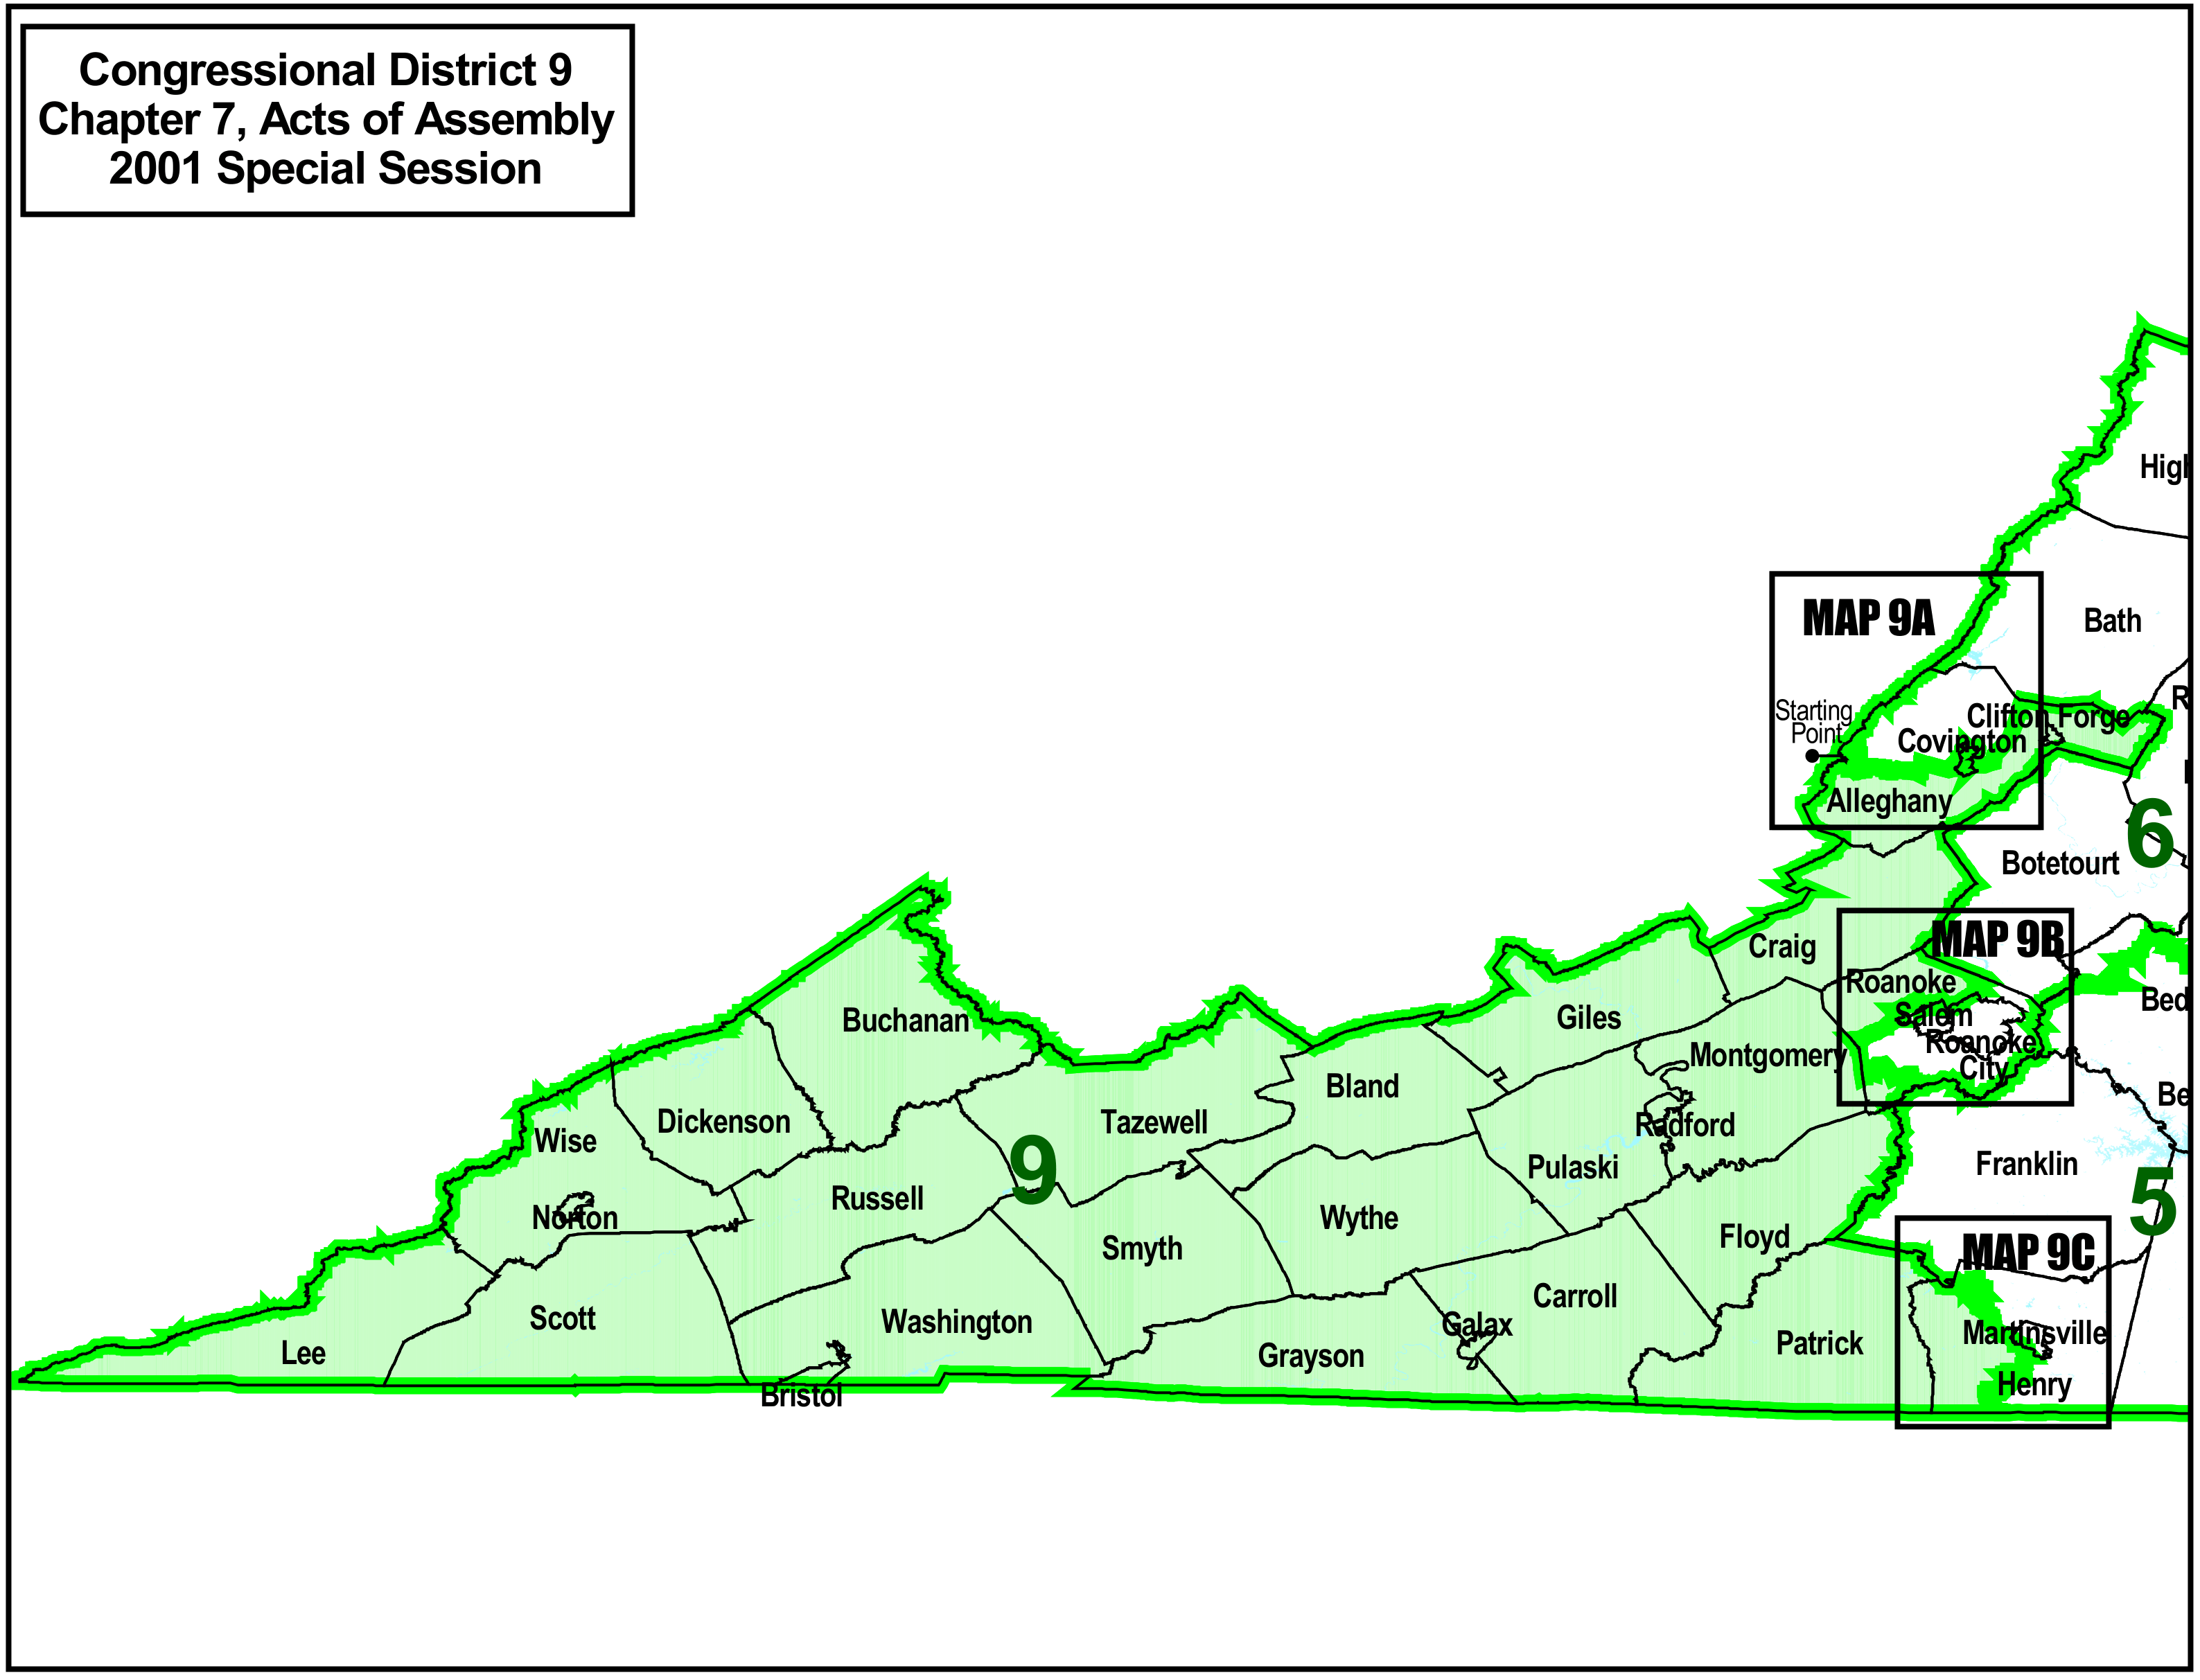 Congressional District 9
Chapter 7, Acts of Assembly
2001 Special Session
High
MAP 9A
Bath
R
Starting
Point
Clifton Forge
Covington
Alleghany
6
Botetourt
MAP 9B
Craig
Roanoke
Bed
Salem
Roanoke
City
Buchanan
Giles
Montgomery
Bland
Be
Dickenson
Tazewell
Radford
Wise
9
Pulaski
Franklin
5
Russell
Norton
Wythe
Floyd
Smyth
MAP 9C
Carroll
Scott
Washington
Galax
Martinsville
Patrick
Lee
Grayson
Henry
Bristol